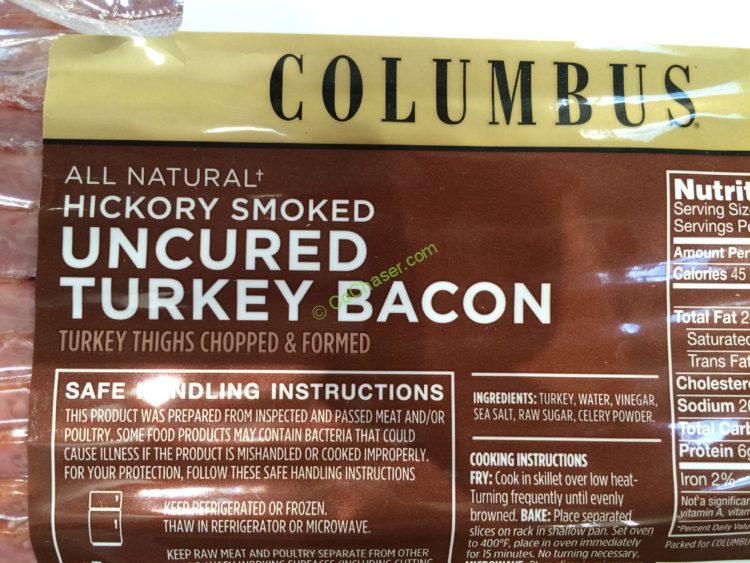 COLUMBUS
ALL NATURAL†
HICKORY SMOKED
UNCURED
TURKEY BACON
TURKEY THIGHS CHOPPED & FORMED
© CoChaser.com
SAFE HANDLING INSTRUCTIONS
THIS PRODUCT WAS PREPARED FROM INSPECTED AND PASSED MEAT AND/OR
POULTRY. SOME FOOD PRODUCTS MAY CONTAIN BACTERIA THAT COULD
CAUSE ILLNESS IF THE PRODUCT IS MISHANDLED OR COOKED IMPROPERLY.
FOR YOUR PROTECTION, FOLLOW THESE SAFE HANDLING INSTRUCTIONS
KEEP REFRIGERATED OR FROZEN.
THAW IN REFRIGERATOR OR MICROWAVE.
KEEP RAW MEAT AND POULTRY SEPARATE FROM OTHER
INGREDIENTS: TURKEY, WATER, VINEGAR,
SEA SALT, RAW SUGAR, CELERY POWDER.
COOKING INSTRUCTIONS
FRY: Cook in skillet over low heat-
Turning frequently until evenly
browned. BAKE: Place separated
slices on rack in shallow pan. Set oven
to 400°F, place in oven immediately
for 15 minutes. No turning necessary.
Nutrit
Serving Siz
Servings Pe
Amount Per
Calories 45
Total Fat 2
Saturated
Trans Fat
Cholester
Sodium 20
Total Carb
Protein 6g
Iron 2%
Not a significan
vitamin A, vitam
*Percent Daily Valu
Packed for COLUMBU